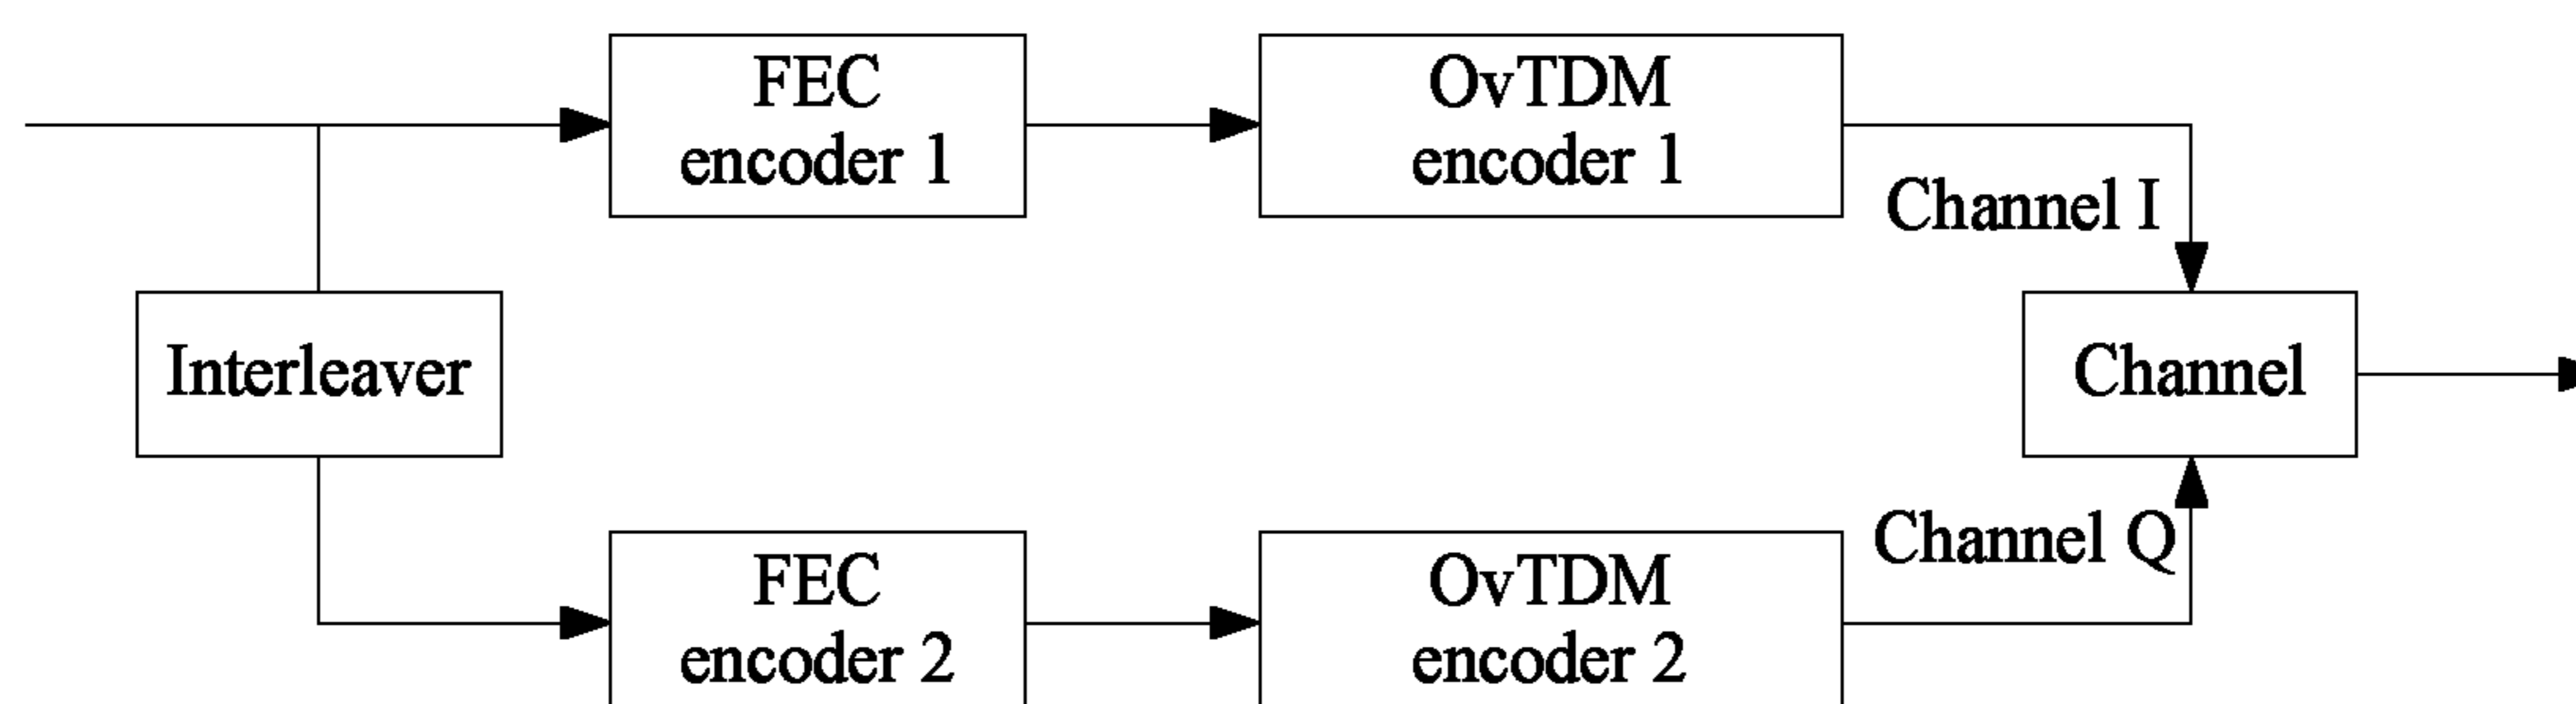 FEC
encoder 1
OvTDM
encoder 1
Channel I
Interleaver
Channel
Channel Q
FEC
encoder 2
OvTDM
encoder 2